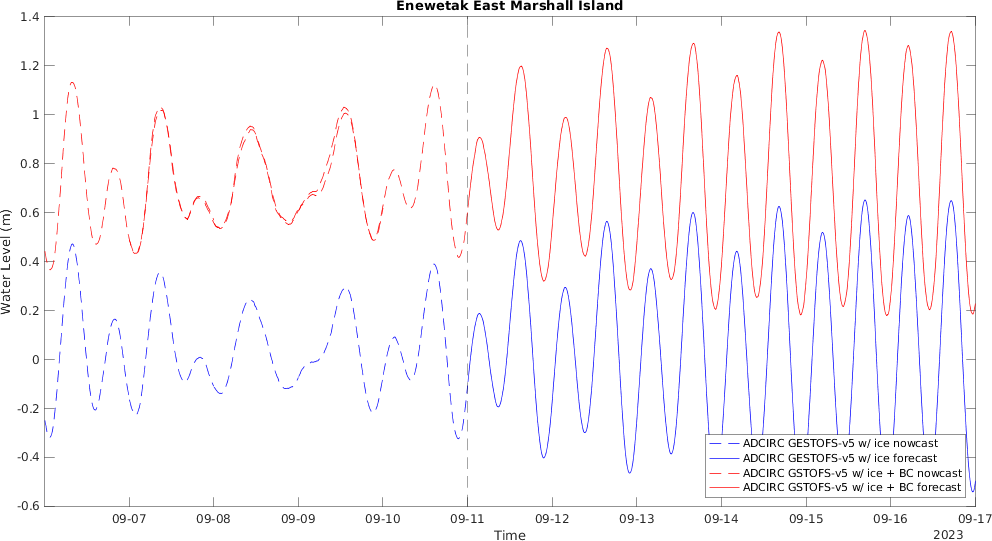 Enewetak East Marshall Island
1.4
1.2
1
0.8
0.6
0.4
0.2
0
-0.2
-0.4
-0.6
Water Level (m)
ADCIRC GESTOFS-v5 w/ ice nowcast
ADCIRC GESTOFS-v5 w/ ice forecast
ADCIRC GSTOFS-v5 w/ ice + BC nowcast
ADCIRC GSTOFS-v5 w/ ice + BC forecast
09-07 09-08 09-09 09-10 09-11 09-12 09-13 09-14 09-15 09-16 09-17
Time
2023